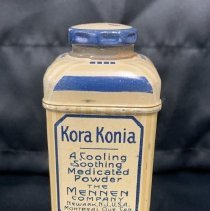 Kora Konia
A Cooling
Soothing
Medicated
Powder
THE
MENNEN
COMPANY
NEWARK, N.J., U.S.A.
MONTREAL, QUE., CAN.